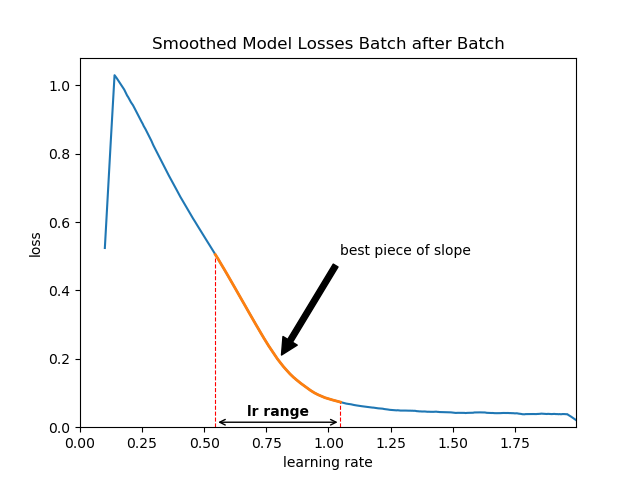 Smoothed Model Losses Batch after Batch
1.0
0.8
0.6
0.4
0.2
0.0
loss
best piece of slope
lr range
0.00 0.25 0.50 0.75 1.00 1.25 1.50 1.75
learning rate